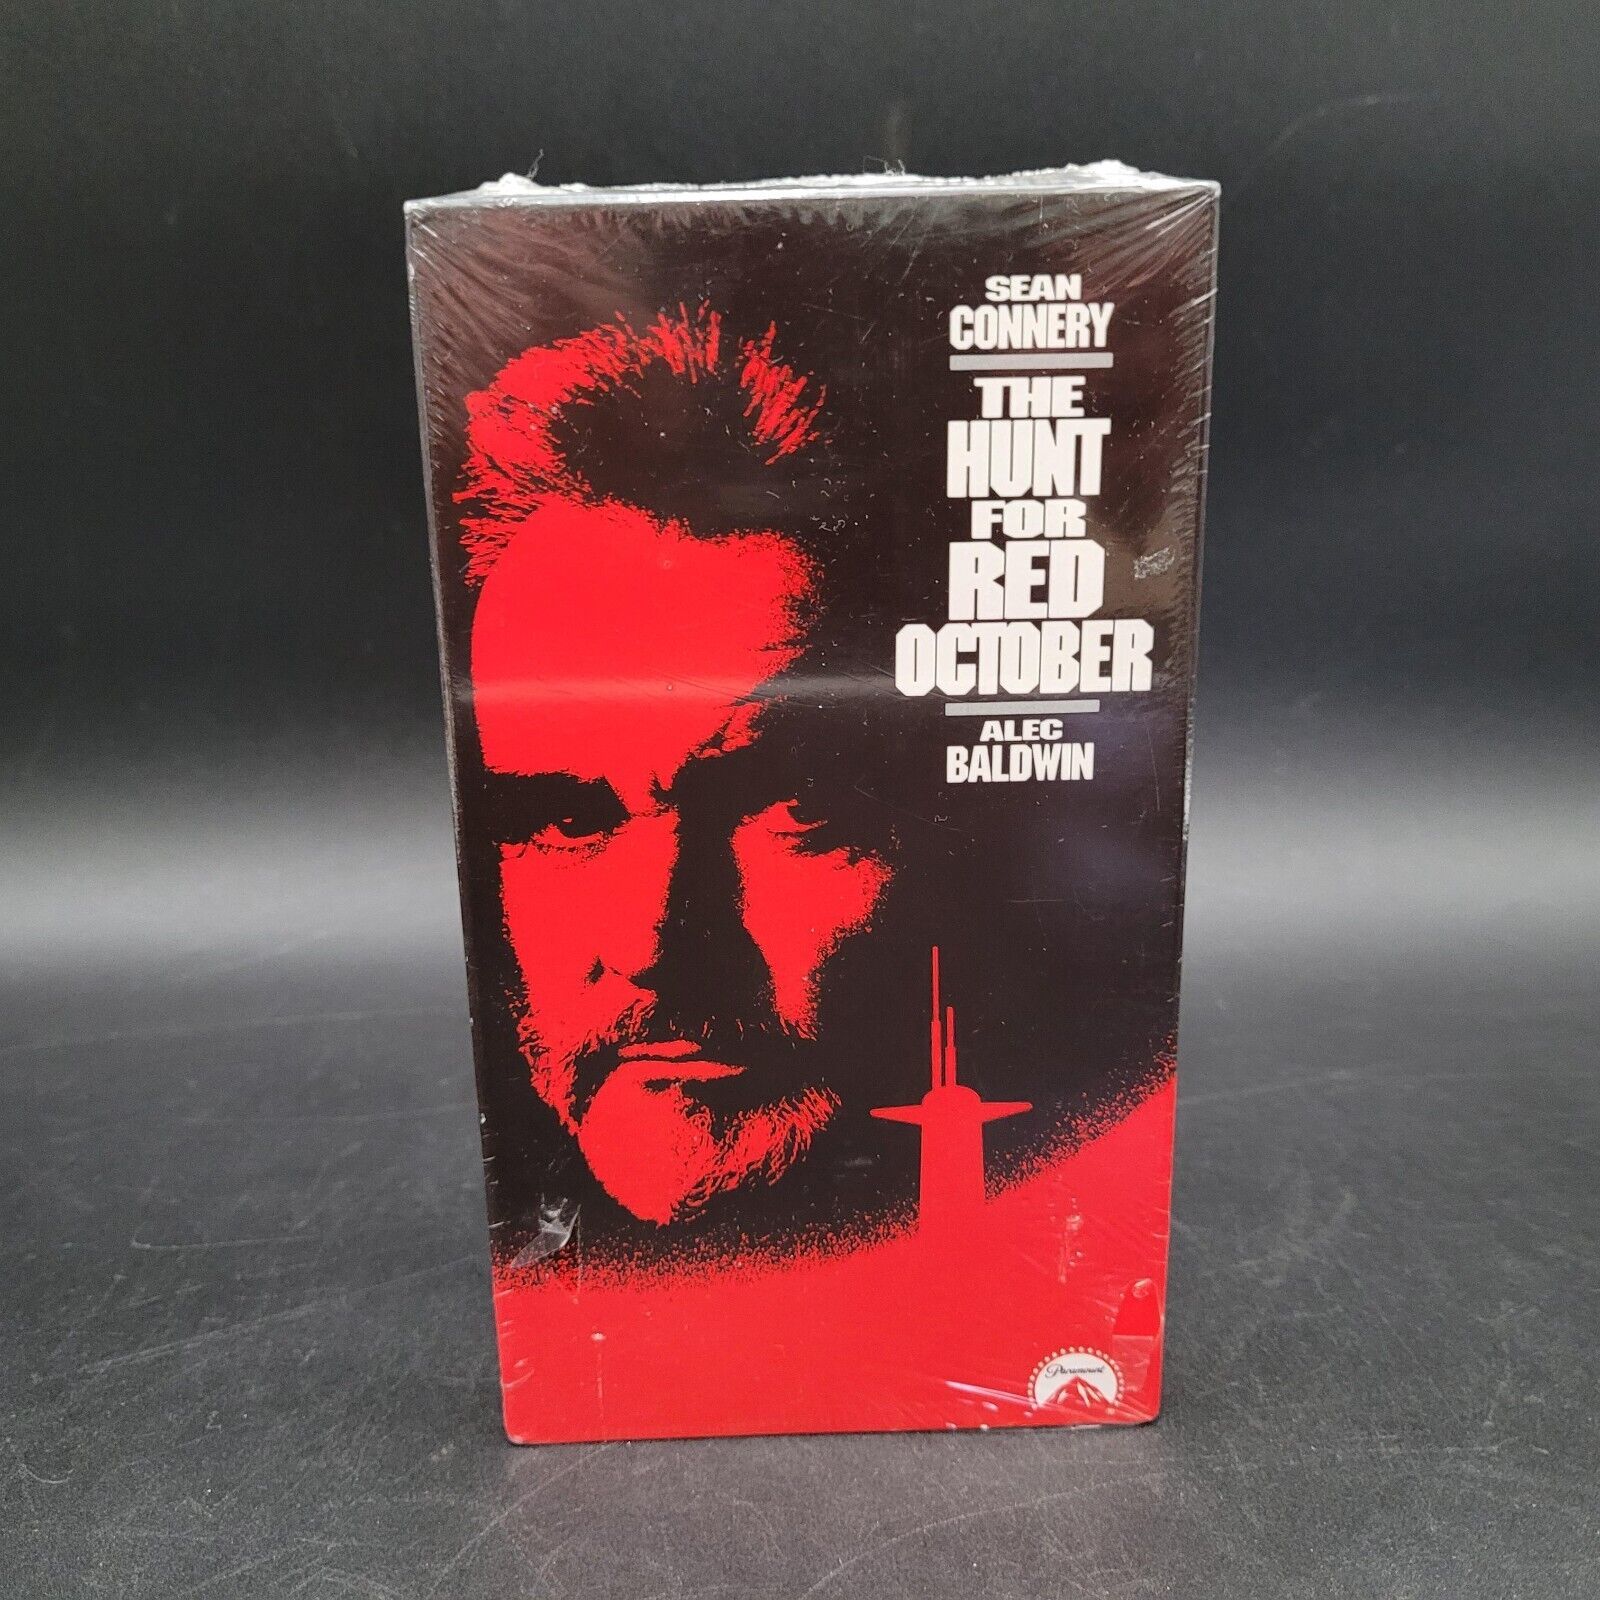 SEAN
CONNERY
THE
HUNT
FOR
RED
OCTOBER
ALEC
BALDWIN
Paramount